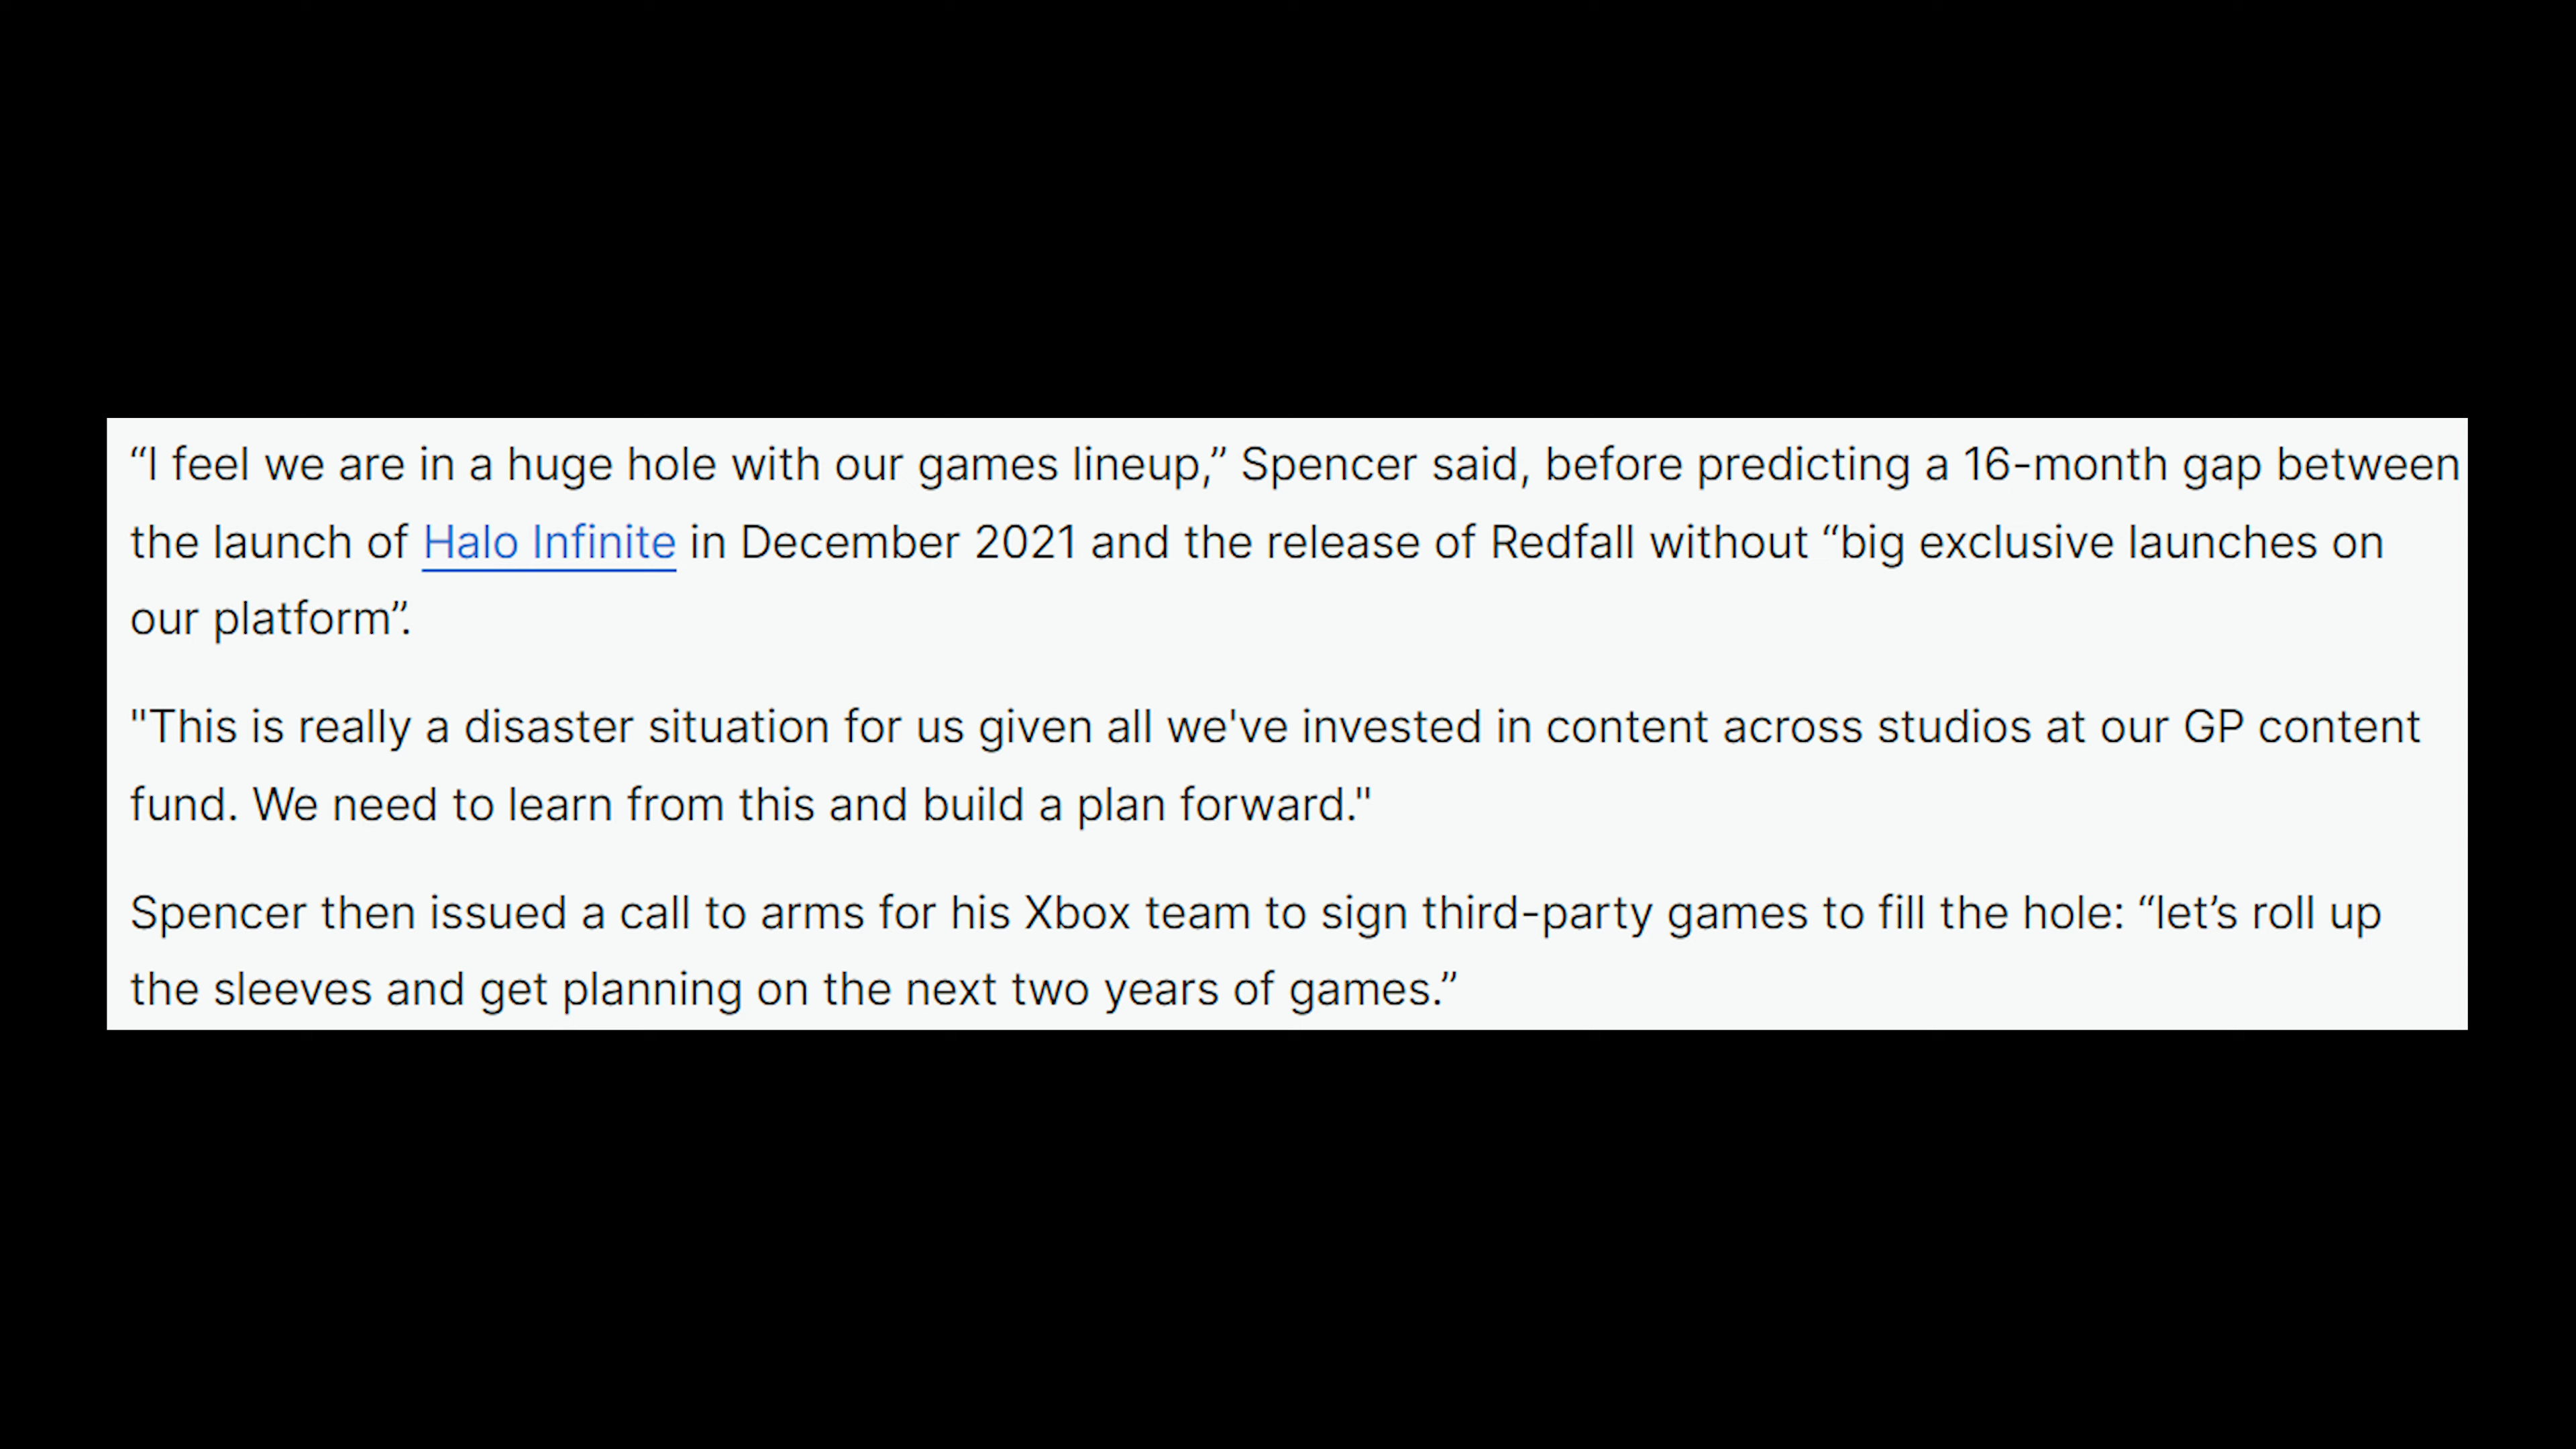 “I feel we are in a huge hole with our games lineup,” Spencer said, before predicting a 16-month gap between
the launch of Halo Infinite in December 2021 and the release of Redfall without “big exclusive launches on
our platform”.
"This is really a disaster situation for us given all we've invested in content across studios at our GP content
fund. We need to learn from this and build a plan forward."
Spencer then issued a call to arms for his Xbox team to sign third-party games to fill the hole: “let’s roll up
the sleeves and get planning on the next two years of games.”